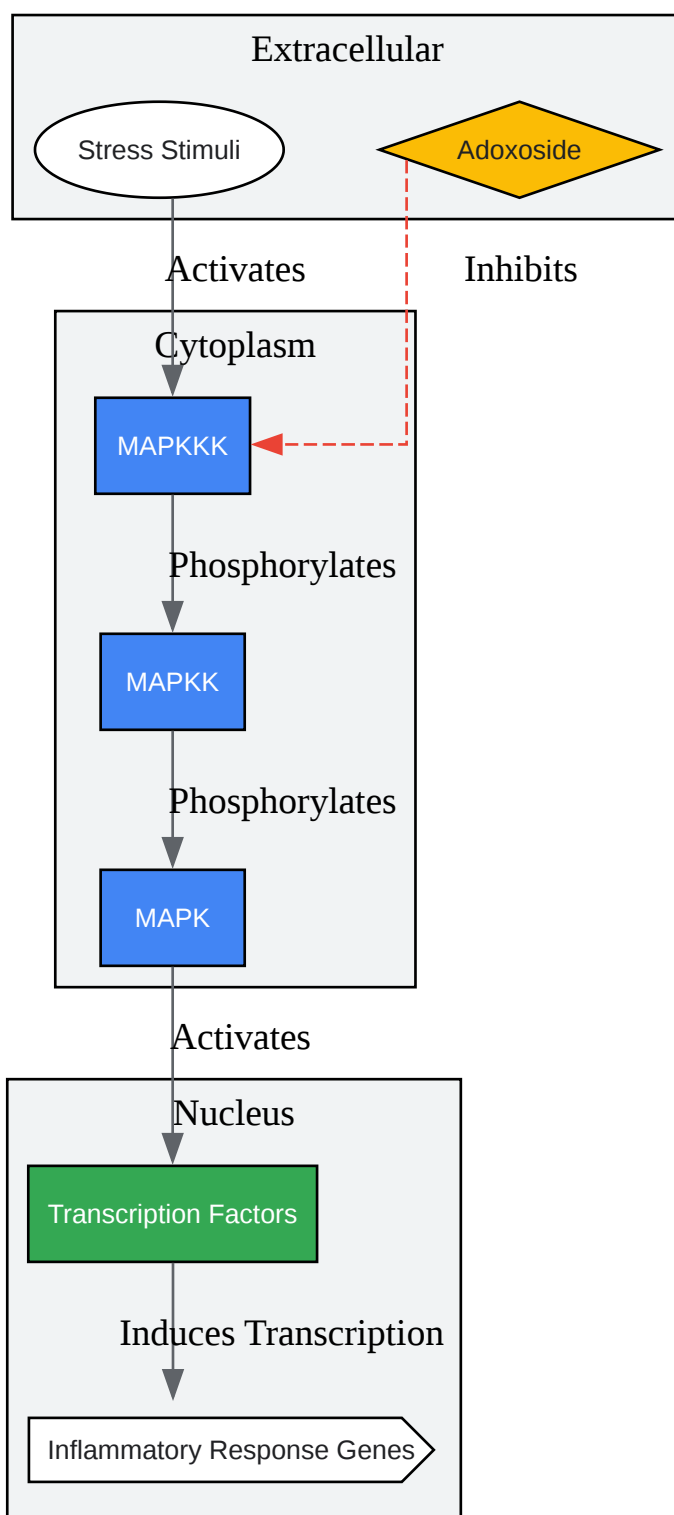 Extracellular
Stress Stimuli
Adoxoside
Activates
Inhibits
Cytoplasm
MAPKKK
Phosphorylates
MAPKK
Phosphorylates
MAPK
Activates
Nucleus
Transcription Factors
Induces Transcription
Inflammatory Response Genes